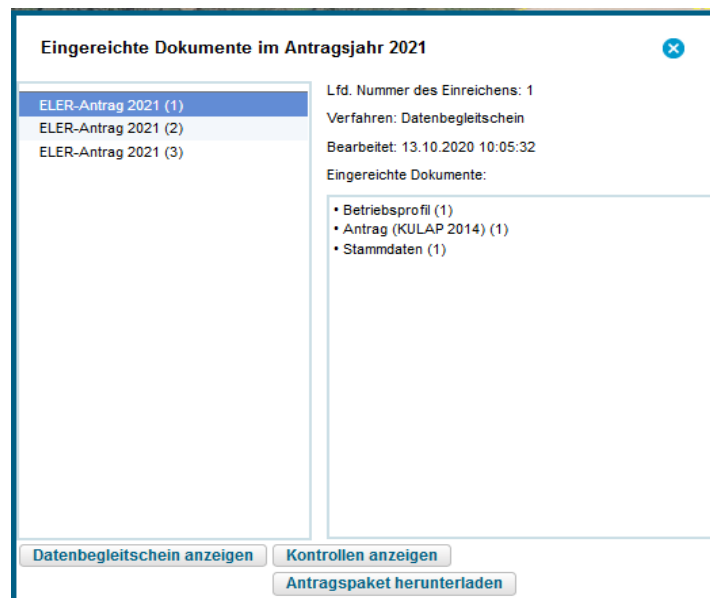 Eingereichte Dokumente im Antragsjahr 2021
ELER-Antrag 2021 (1)
ELER-Antrag 2021 (2)
ELER-Antrag 2021 (3)
Lfd. Nummer des Einreichens: 1
Verfahren: Datenbegleitschein
Bearbeitet: 13.10.2020 10:05:32
Eingereichte Dokumente:
• Betriebsprofil (1)
• Antrag (KULAP 2014) (1)
• Stammdaten (1)
Datenbegleitschein anzeigen
Kontrollen anzeigen
Antragspaket herunterladen